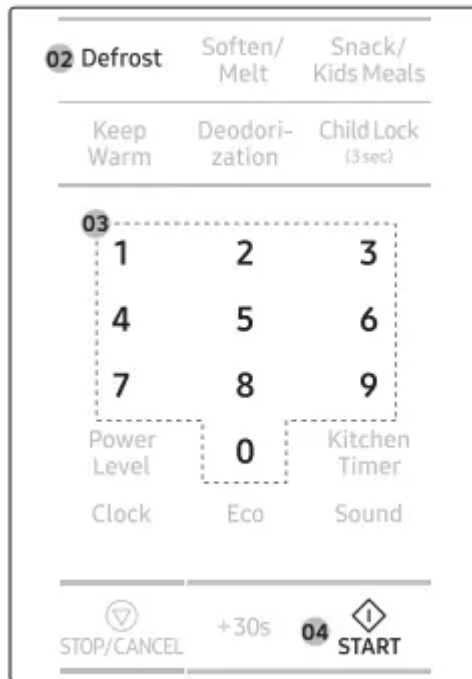 02 Defrost Soften/ Snack/
Melt Kids Meals
Keep Deodori- Child Lock
Warm zation (3 sec)
03
1 2 3
4 5 6
7 8 9
Power 0 Kitchen
Level Timer
Clock Eco Sound
STOP/CANCEL +30s 04 START